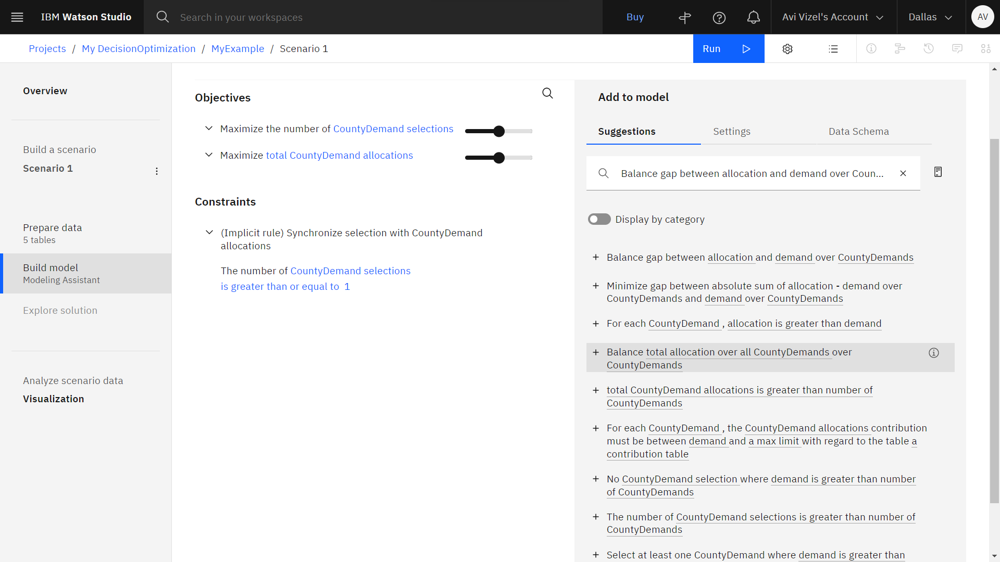 IBM Watson Studio
Search in your workspaces
Buy
Avi Vizel's Account
Dallas
AV
Projects / My DecisionOptimization / MyExample / Scenario 1
Run
Overview
Build a scenario
Scenario 1
Prepare data
5 tables
Build model
Modeling Assistant
Explore solution
Analyze scenario data
Visualization
Objectives
Maximize the number of CountyDemand selections
Maximize total CountyDemand allocations
Constraints
(Implicit rule) Synchronize selection with CountyDemand
allocations
The number of CountyDemand selections
is greater than or equal to 1
Add to model
Suggestions
Settings
Data Schema
Balance gap between allocation and demand over Coun...
Display by category
Balance gap between allocation and demand over CountyDemands
Minimize gap between absolute sum of allocation - demand over
CountyDemands and demand over CountyDemands
For each CountyDemand , allocation is greater than demand
Balance total allocation over all CountyDemands over
CountyDemands
total CountyDemand allocations is greater than number of
CountyDemands
For each CountyDemand , the CountyDemand allocations contribution
must be between demand and a max limit with regard to the table a
contribution table
No CountyDemand selection where demand is greater than number
of CountyDemands
The number of CountyDemand selections is greater than number of
CountyDemands
Select at least one CountyDemand where demand is greater than